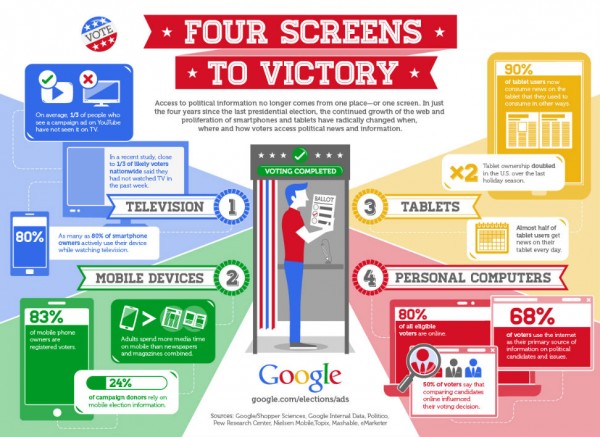 VOTE
FOUR SCREENS
TO VICTORY
Access to political information no longer comes from one place—or one screen. In just
the four years since the last presidential election, the continued growth of the web and
proliferation of smartphones and tablets have radically changed when,
where and how voters access political news and information.
On average, 1/3 of people who
see a campaign ad on YouTube
have not seen it on TV.
In a recent study, close
to 1/3 of likely voters
nationwide said they
had not watched TV in
the past week.
TELEVISION 1
80%
As many as 80% of smartphone
owners actively use their device
while watching television.
MOBILE DEVICES 2
83%
of mobile phone
owners are
registered voters.
Adults spend more media time
on mobile than newspapers
and magazines combined.
24%
of campaign donors rely on
mobile election information.
VOTING COMPLETED
BALLOT
90%
of tablet users now
consume news on the
tablet that they used to
consume in other ways.
x2
Tablet ownership doubled
in the U.S. over the last
holiday season.
3 TABLETS
Almost half of
tablet users get
news on their
tablet every day.
4 PERSONAL COMPUTERS
80%
of all eligible
voters are online.
68%
of voters use the internet
as their primary source of
information on political
candidates and issues.
50% of voters say that
comparing candidates
online influenced
their voting decision.
Google
google.com/elections/ads
SOURCES: Google/Shopper Sciences, Google Internal Data, Politico,
Pew Research Center, Nielsen Mobile,Topix, Mashable, eMarketer